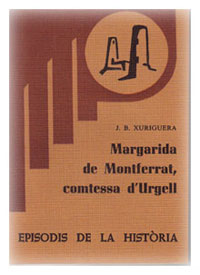 J. B. XURIGUERA
Margarida
de Montferrat,
comtessa d'Urgell
EPISODIS DE LA HISTÒRIA